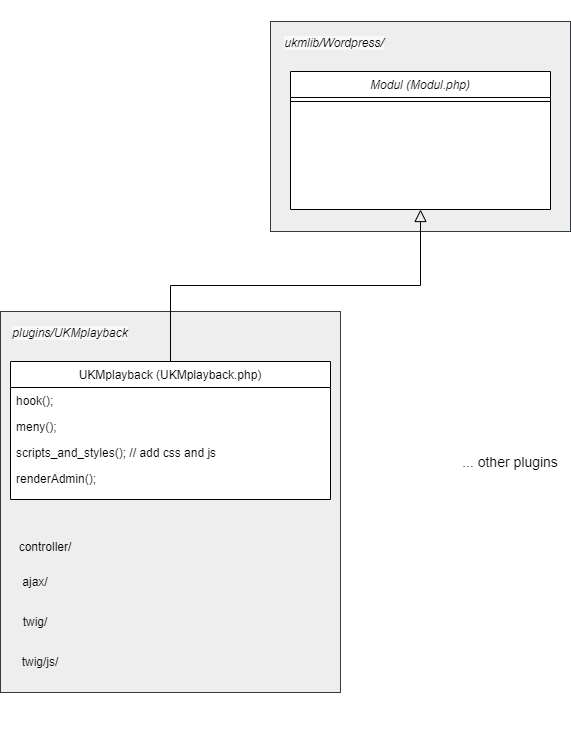 ukmlib/Wordpress/
Modul (Modul.php)
plugins/UKMplayback
UKMplayback (UKMplayback.php)
hook();
meny();
scripts_and_styles(); // add css and js
renderAdmin();
... other plugins
controller/
ajax/
twig/
twig/js/